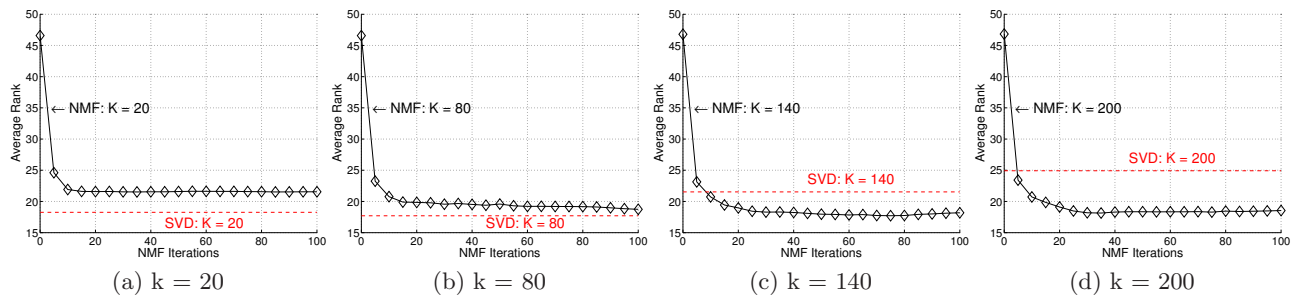 50
45
40
35
30
25
20
15
Average Rank
← NMF: K = 20
SVD: K = 20
0 20 40 60 80 100
NMF Iterations
(a) k = 20
50
45
40
35
30
25
20
15
Average Rank
← NMF: K = 80
SVD: K = 80
0 20 40 60 80 100
NMF Iterations
(b) k = 80
50
45
40
35
30
25
20
15
Average Rank
← NMF: K = 140
SVD: K = 140
0 20 40 60 80 100
NMF Iterations
(c) k = 140
50
45
40
35
30
25
20
15
Average Rank
← NMF: K = 200
SVD: K = 200
0 20 40 60 80 100
NMF Iterations
(d) k = 200